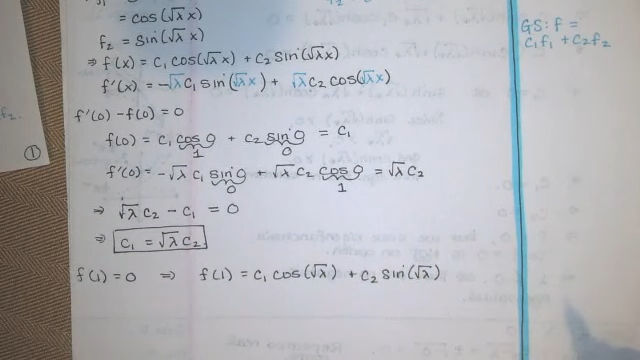 = cos(√λ x)
f₂ = sin(√λ x)
⇒ f(x) = c₁ cos(√λ x) + c₂ sin(√λ x)
f'(x) = -√λ c₁ sin(√λ x) + √λ c₂ cos(√λ x)
f'(0) - f(0) = 0
f(0) = c₁ cos 0 + c₂ sin 0 = c₁
1 0
f'(0) = -√λ c₁ sin 0 + √λ c₂ cos 0 = √λ c₂
0 1
⇒ √λ c₂ - c₁ = 0
⇒ c₁ = √λ c₂
f(1) = 0 ⇒ f(1) = c₁ cos(√λ) + c₂ sin(√λ)
GS: f =
c₁f₁ + c₂f₂
f₂.
①